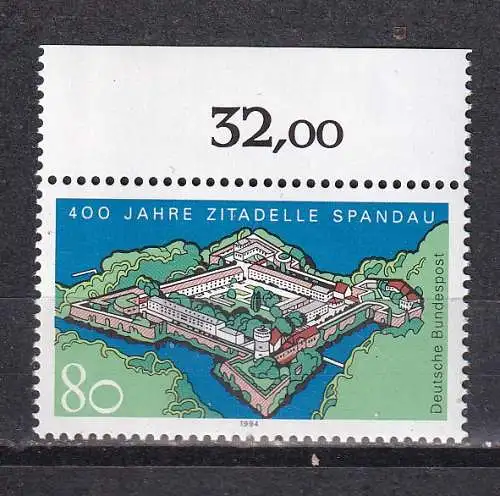 32,00
400 JAHRE ZITADELLE SPANDAU
Deutsche Bundespost
80
1994